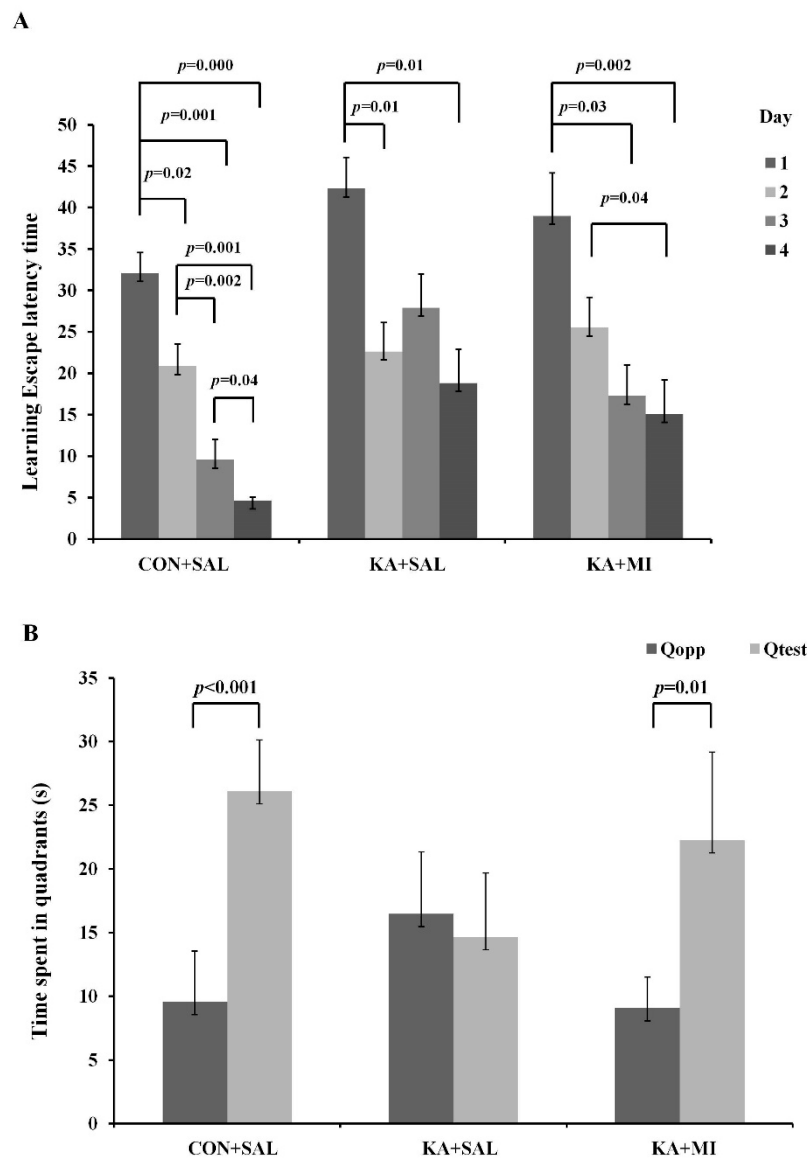 A
p=0.000
p=0.01
p=0.002
p=0.001
p=0.01
p=0.03
Day
50
45
40
35
30
25
20
15
10
5
0
Learning Escape latency time
p=0.02
p=0.001
p=0.002
p=0.04
p=0.04
1
2
3
4
CON+SAL
KA+SAL
KA+MI
B
Qopp
Qtest
35
30
25
20
15
10
5
0
Time spent in quadrants (s)
p<0.001
p=0.01
CON+SAL
KA+SAL
KA+MI